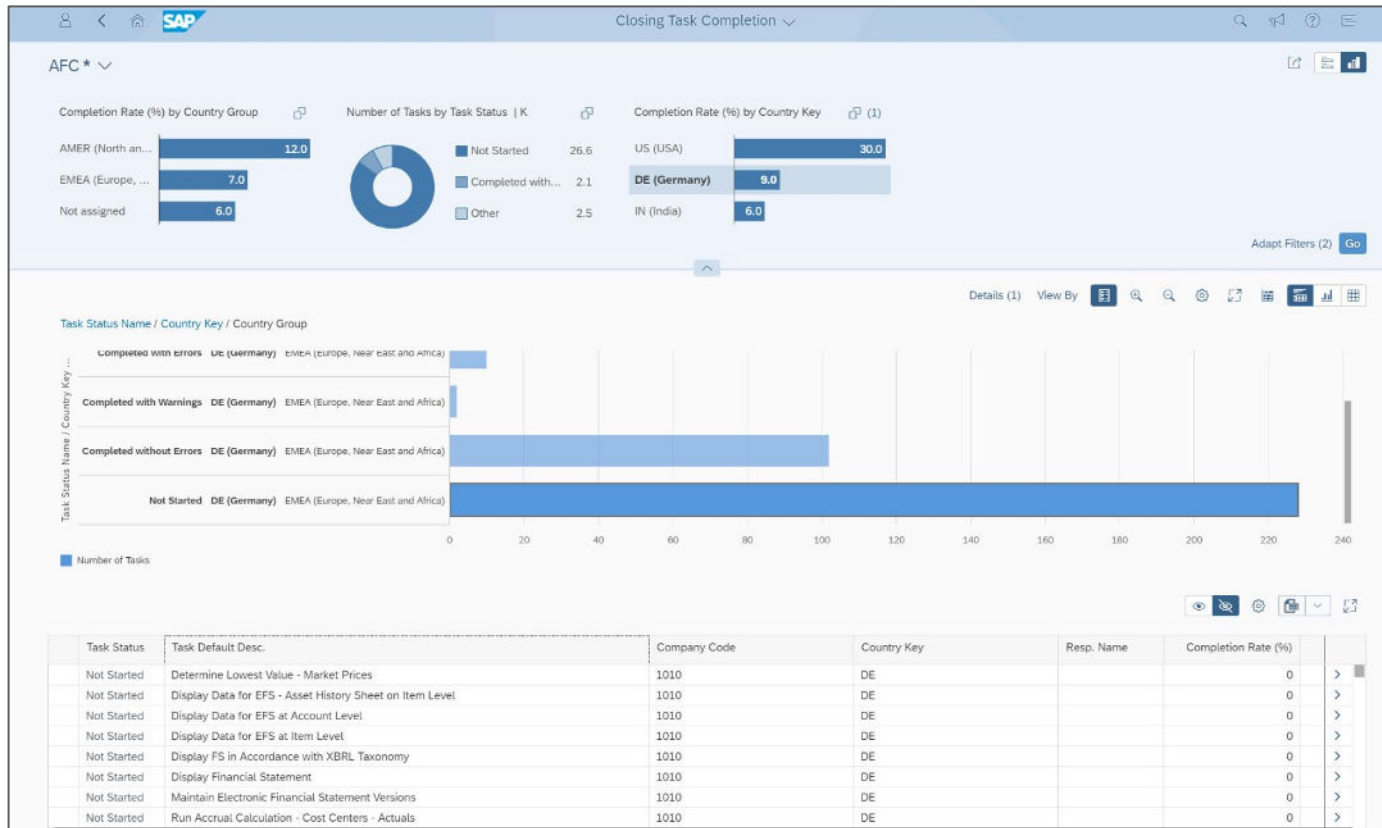 SAP
Closing Task Completion
AFC *
Completion Rate (%) by Country Group
AMER (North an... 12.0
EMEA (Europe, ... 7.0
Not assigned 6.0
Number of Tasks by Task Status | K
Not Started 26.6
Completed with... 2.1
Other 2.5
Completion Rate (%) by Country Key (1)
US (USA) 30.0
DE (Germany) 9.0
IN (India) 6.0
Adapt Filters (2) Go
Details (1) View By
Task Status Name / Country Key / Country Group
Task Status Name / Country Key ...
Completed with Errors DE (Germany) EMEA (Europe, Near East and Africa)
Completed with Warnings DE (Germany) EMEA (Europe, Near East and Africa)
Completed without Errors DE (Germany) EMEA (Europe, Near East and Africa)
Not Started DE (Germany) EMEA (Europe, Near East and Africa)
0 20 40 60 80 100 120 140 160 180 200 220 240
Number of Tasks
Task Status Task Default Desc. Company Code Country Key Resp. Name Completion Rate (%)
Not Started Determine Lowest Value - Market Prices 1010 DE 0
Not Started Display Data for EFS - Asset History Sheet on Item Level 1010 DE 0
Not Started Display Data for EFS at Account Level 1010 DE 0
Not Started Display Data for EFS at Item Level 1010 DE 0
Not Started Display FS in Accordance with XBRL Taxonomy 1010 DE 0
Not Started Display Financial Statement 1010 DE 0
Not Started Maintain Electronic Financial Statement Versions 1010 DE 0
Not Started Run Accrual Calculation - Cost Centers - Actuals 1010 DE 0